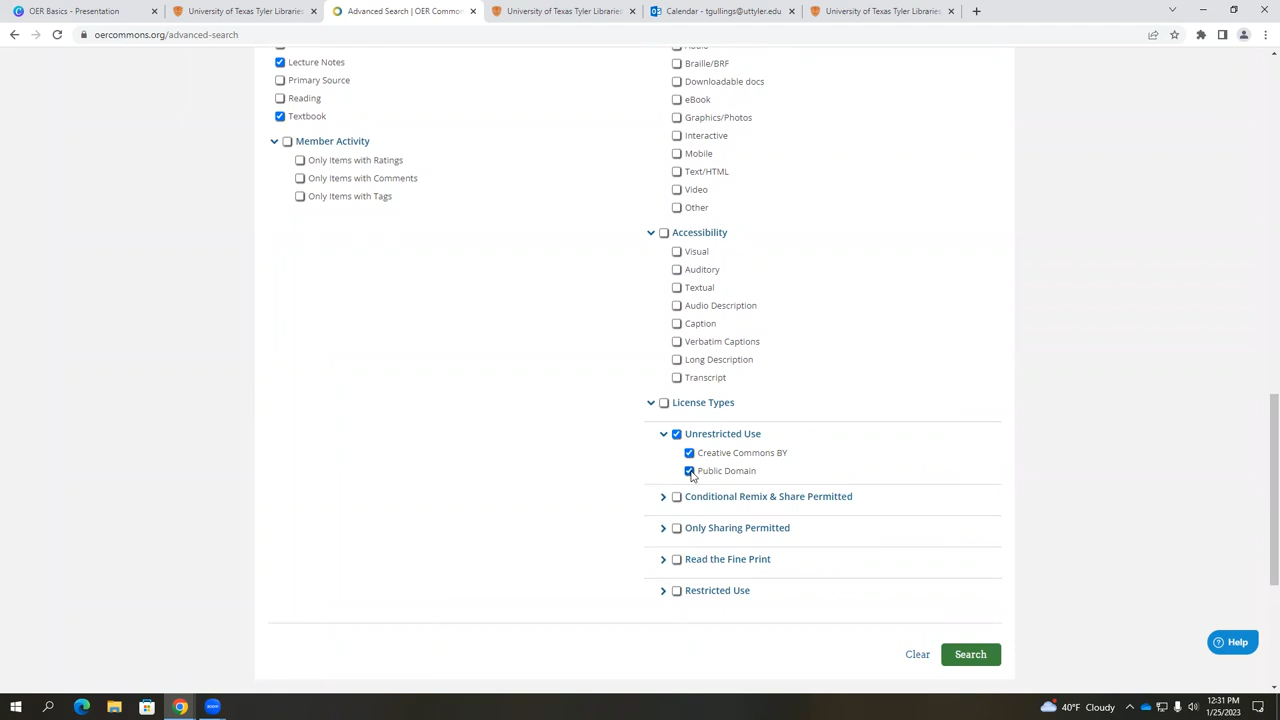 OER Basics - Presentation
University of Texas Tyler Libraries
Advanced Search | OER Commo
University of Texas Tyler Libraries
Calendar - tgullings@uttyler.edu
University of Texas Tyler Libraries
oercommons.org/advanced-search
Lecture Notes
Primary Source
Reading
Textbook
Member Activity
Only Items with Ratings
Only Items with Comments
Only Items with Tags
Audio
Braille/BRF
Downloadable docs
eBook
Graphics/Photos
Interactive
Mobile
Text/HTML
Video
Other
Accessibility
Visual
Auditory
Textual
Audio Description
Caption
Verbatim Captions
Long Description
Transcript
License Types
Unrestricted Use
Creative Commons BY
Public Domain
Conditional Remix & Share Permitted
Only Sharing Permitted
Read the Fine Print
Restricted Use
Clear
Search
Help
zoom
40°F Cloudy
12:31 PM
1/25/2023